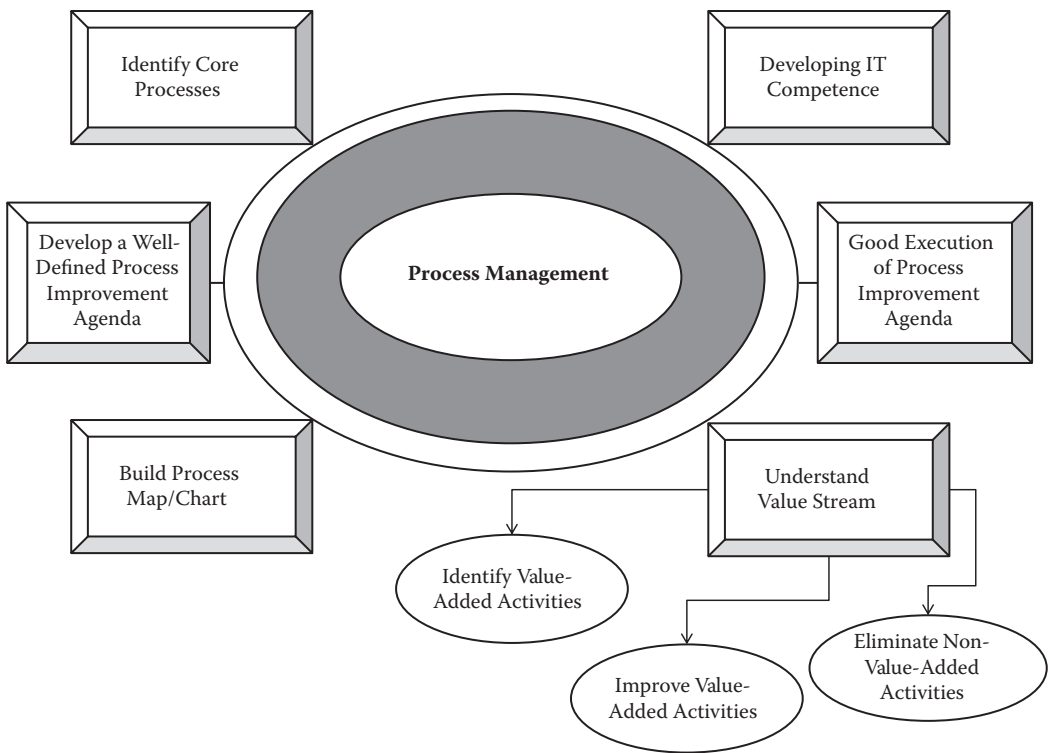 Identify Core
Processes
Developing IT
Competence
Develop a Well-
Defined Process
Improvement
Agenda
Process Management
Good Execution
of Process
Improvement
Agenda
Build Process
Map/Chart
Understand
Value Stream
Identify Value-
Added Activities
Improve Value-
Added Activities
Eliminate Non-
Value-Added
Activities